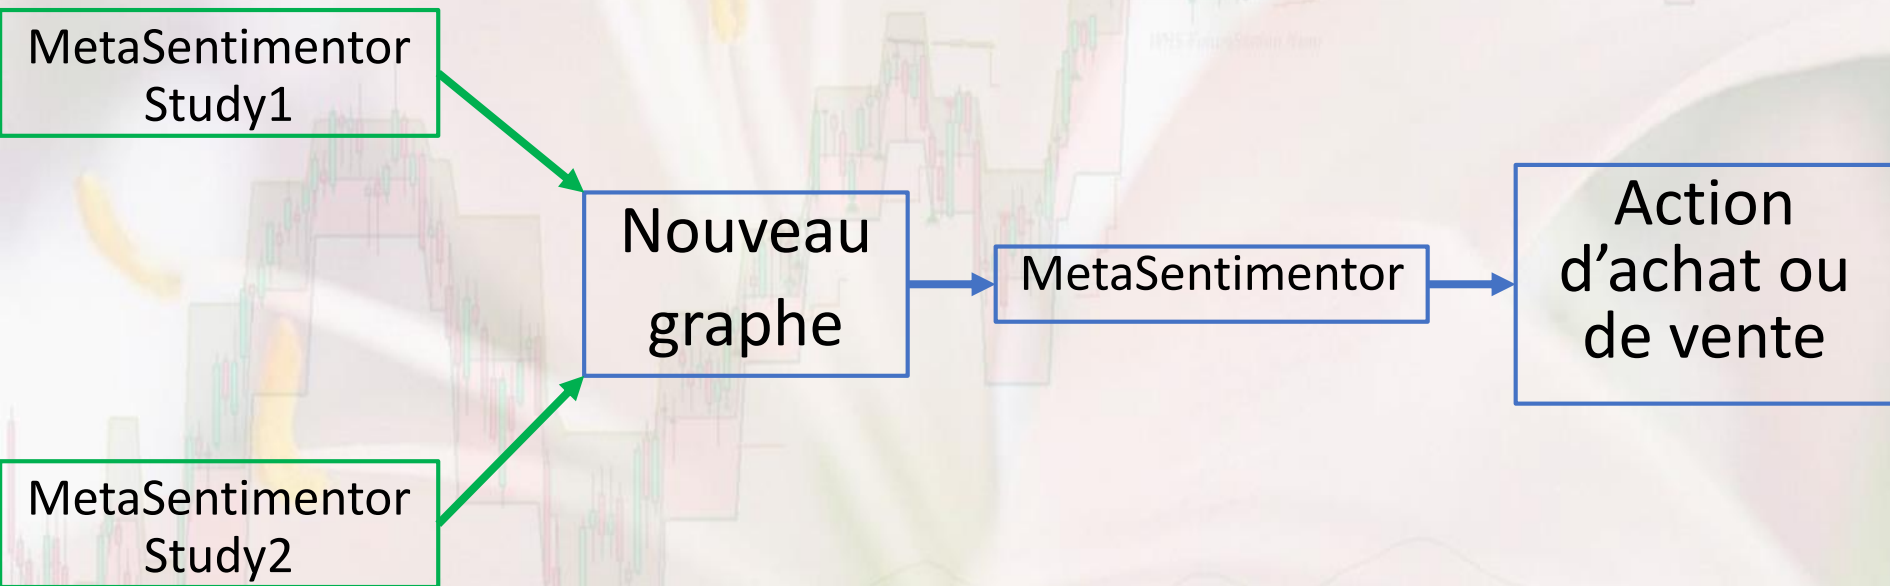 MetaSentimentor
Study1
MetaSentimentor
Study2
Nouveau
graphe
MetaSentimentor
Action
d’achat ou
de vente